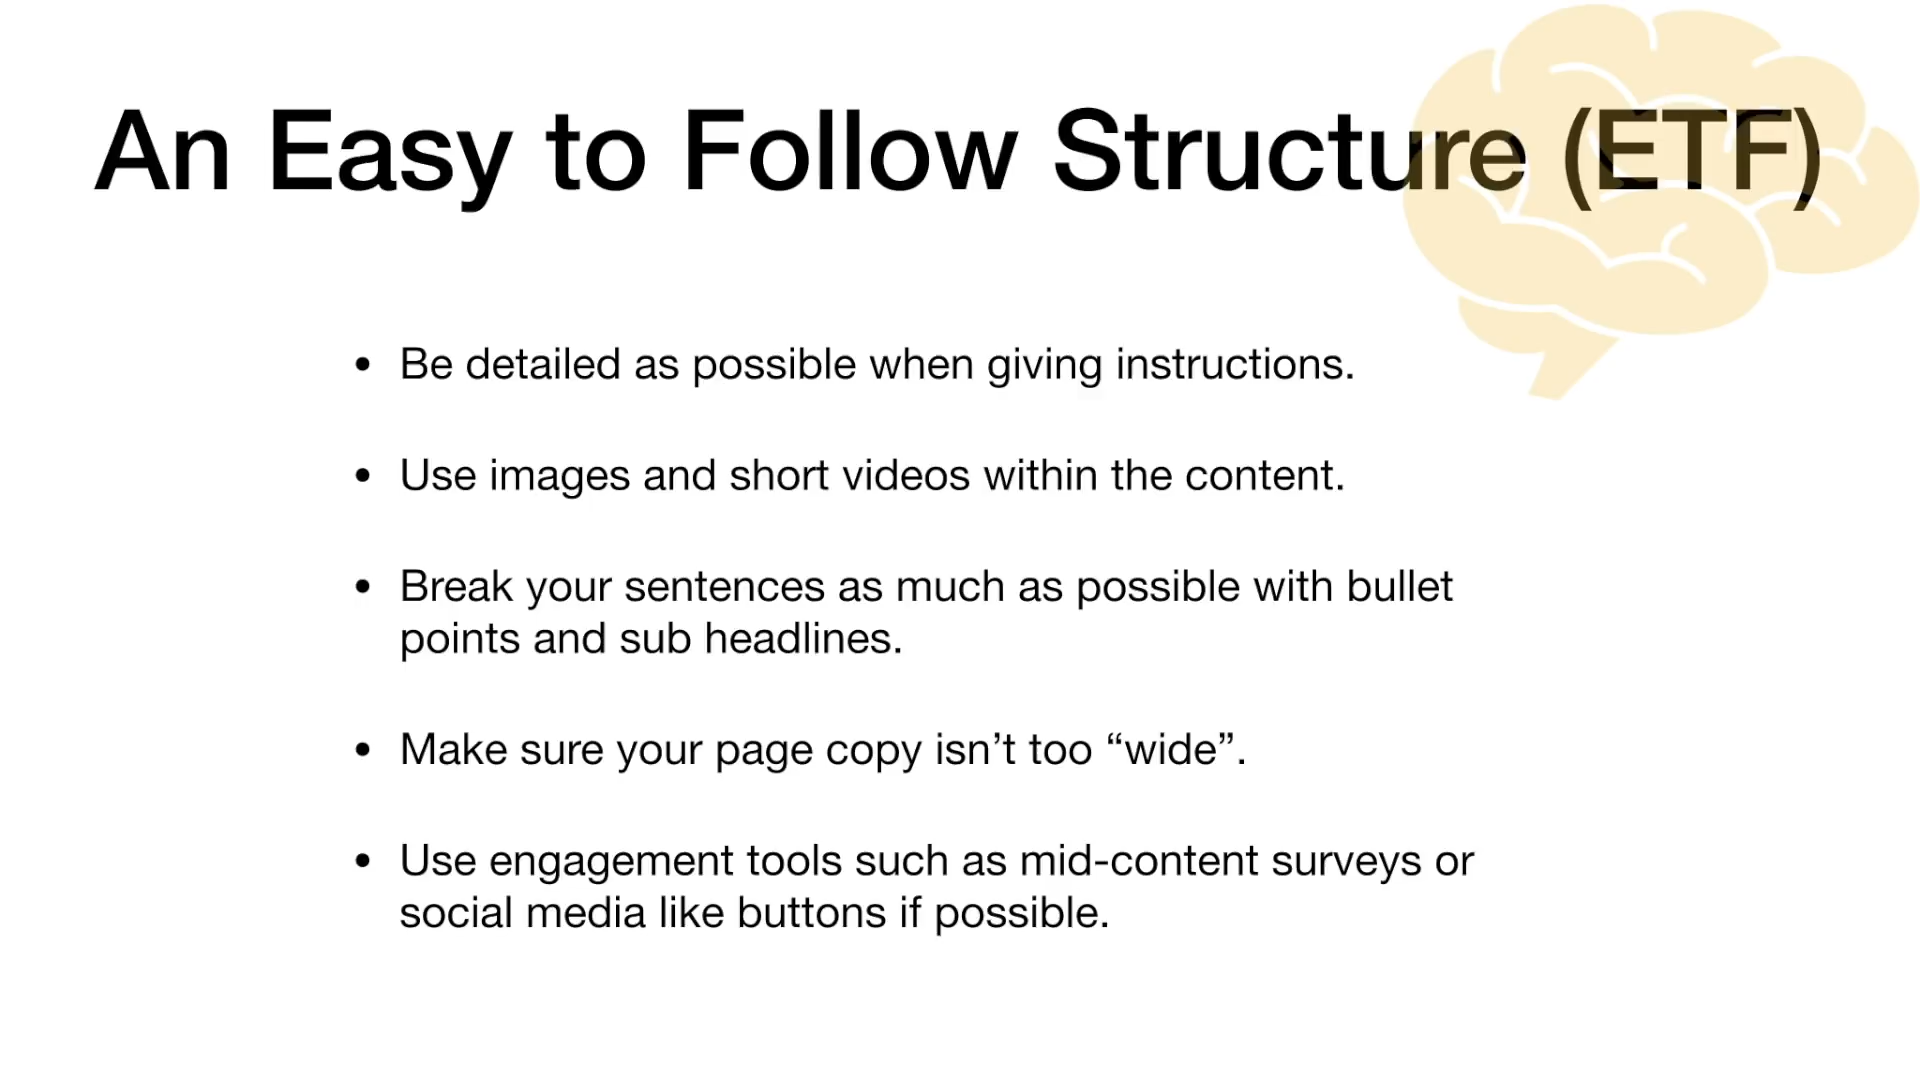 An Easy to Follow Structure (ETF)
• Be detailed as possible when giving instructions.
• Use images and short videos within the content.
• Break your sentences as much as possible with bullet
points and sub headlines.
• Make sure your page copy isn’t too “wide”.
• Use engagement tools such as mid-content surveys or
social media like buttons if possible.